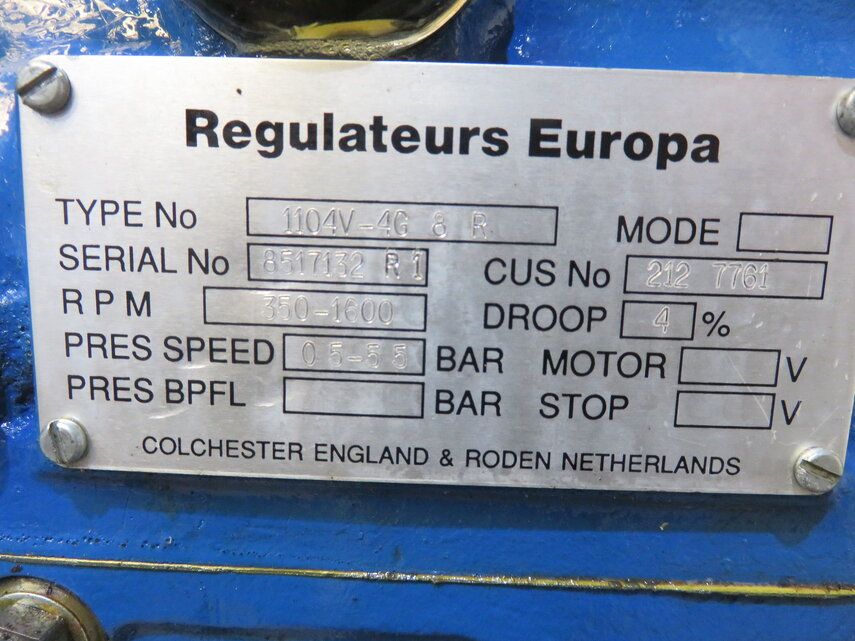 Regulateurs Europa
TYPE No 1104V-4G 8 R MODE
SERIAL No 8517132 R1 CUS No 212 7761
R P M 350-1600 DROOP 4 %
PRES SPEED 0 5-5 5 BAR MOTOR V
PRES BPFL BAR STOP V
COLCHESTER ENGLAND & RODEN NETHERLANDS